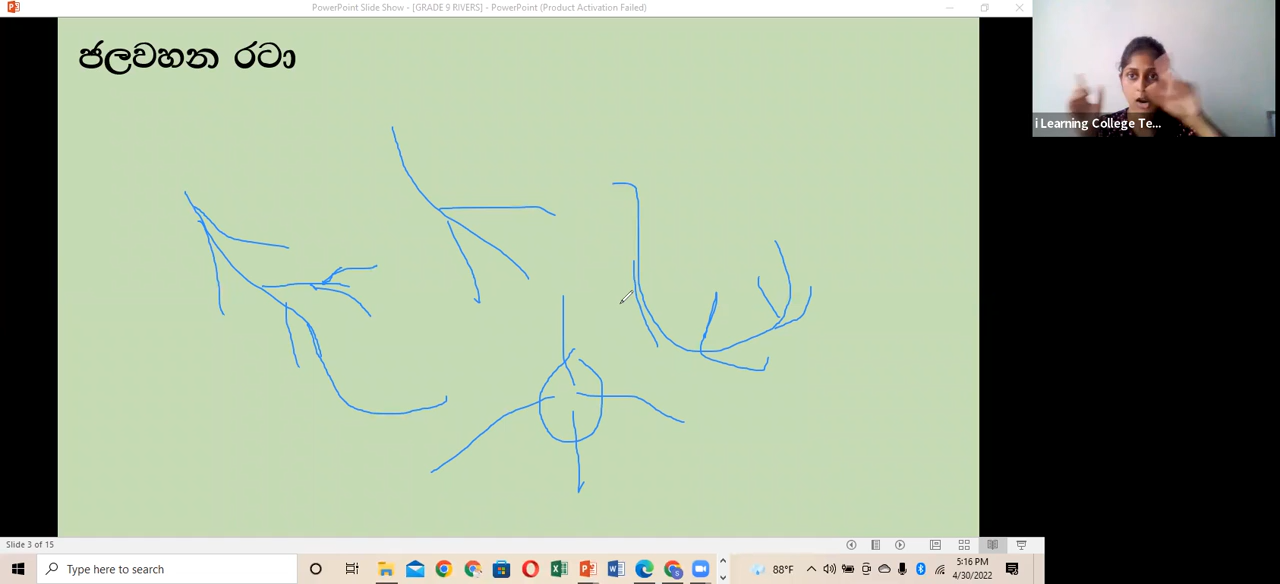 PowerPoint Slide Show - [GRADE 9 RIVERS] - PowerPoint (Product Activation Failed)
ජලවහන රටා
i Learning College Te...
Slide 3 of 15
Type here to search
88°F
5:16 PM
4/30/2022